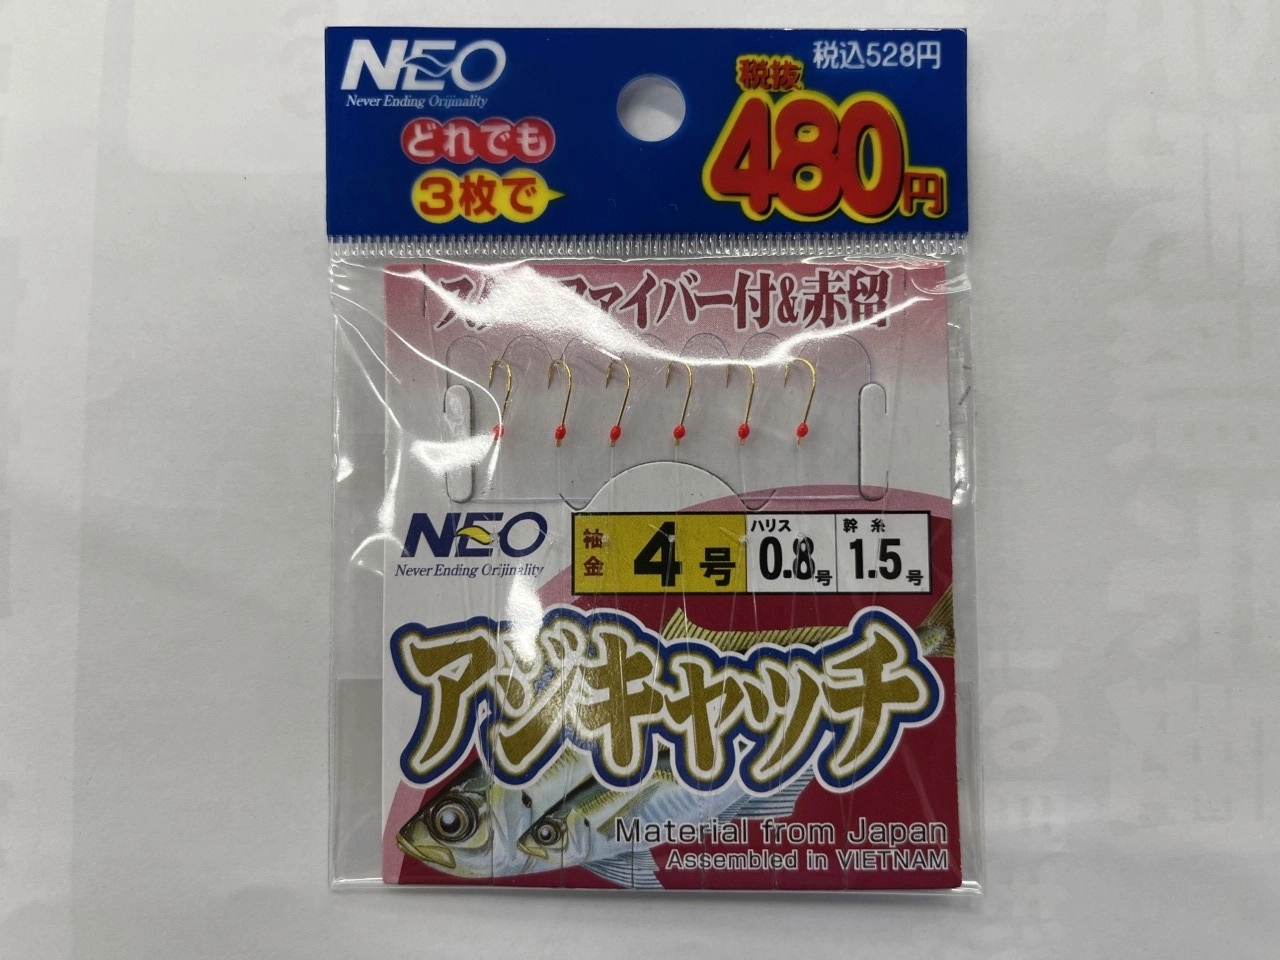 NEO
Never Ending Orijinality
どれでも
3枚で
税込528円
税抜
480円
ファイバー付&赤留
NEO
Never Ending Orijinality
袖金 4号 ハリス 0.8号 幹糸 1.5号
アジキャッチ
Material from Japan
Assembled in VIETNAM